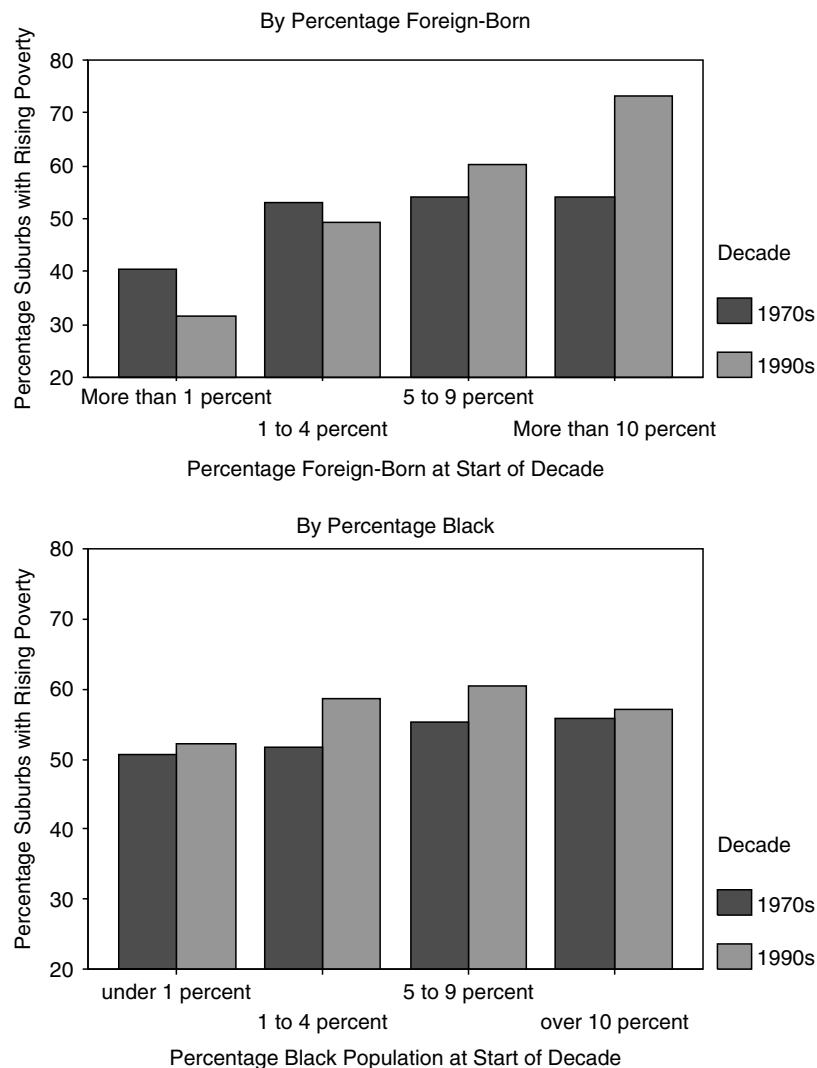 By Percentage Foreign-Born
Percentage Suburbs with Rising Poverty
80
70
60
50
40
30
20
More than 1 percent
1 to 4 percent
5 to 9 percent
More than 10 percent
Percentage Foreign-Born at Start of Decade
Decade
1970s
1990s
By Percentage Black
Percentage Suburbs with Rising Poverty
80
70
60
50
40
30
20
under 1 percent
1 to 4 percent
5 to 9 percent
over 10 percent
Percentage Black Population at Start of Decade
Decade
1970s
1990s